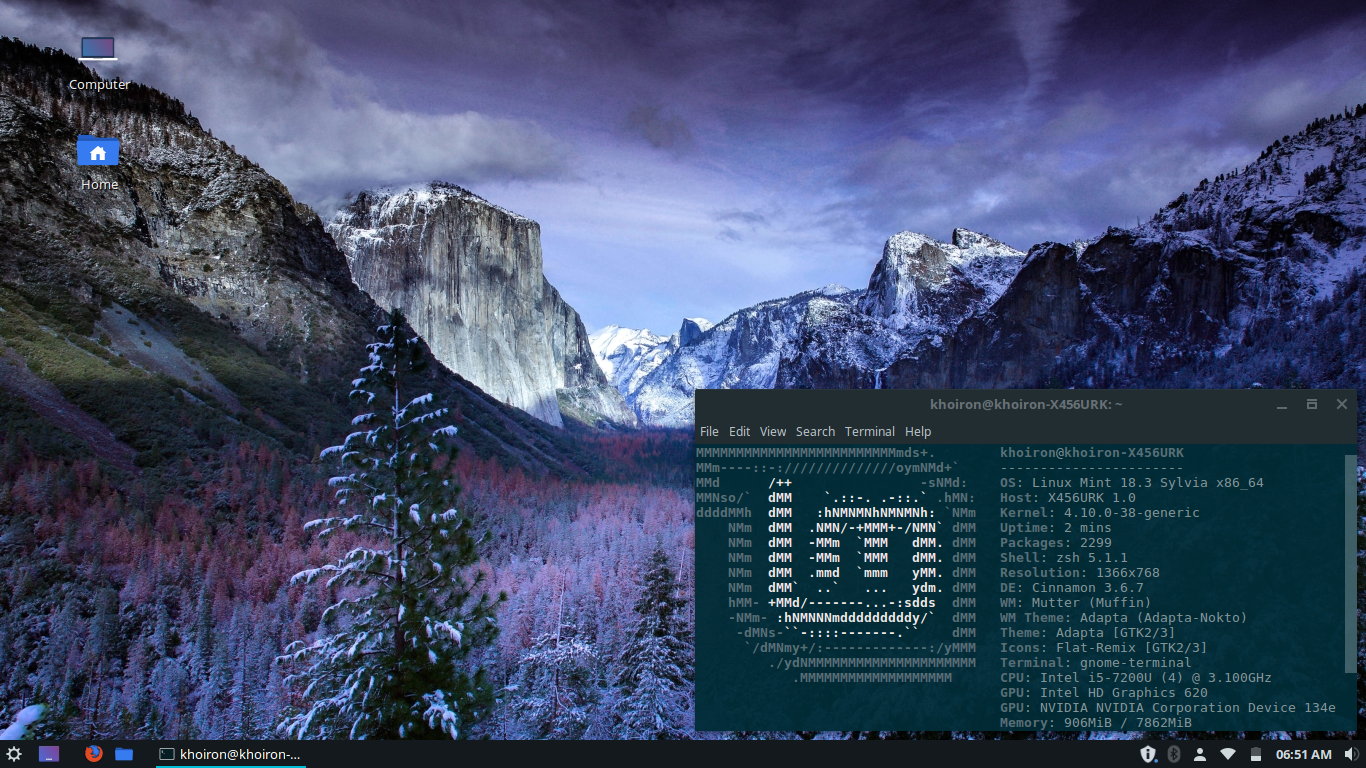 Computer
Home
khoiron@khoiron-X456URK: ~
File Edit View Search Terminal Help
MMMMMMMMMMMMMMMMMMMMMMMMMmds+.
MMm----::-://////////////oymNMd+`
MMd      /++                -sNMd:
MMNso/`  dMM    `.::-. .-::.` .hMN:
ddddMMh  dMM   :hNMNMNhNMNMNh: `NMm
    NMm  dMM  .NMN/-+MMM+-/NMN` dMM
    NMm  dMM  -MMm  `MMM   dMM. dMM
    NMm  dMM  -MMm  `MMM   dMM. dMM
    NMm  dMM  .mmd  `mmm   yMM. dMM
    NMm  dMM`  ..`   ...   ydm. dMM
    hMM- +MMd/-------...-:sdds  dMM
    -NMm- :hNMNNNmdddddddddy/`  dMM
     -dMNs-``-::::-------.``    dMM
      `/dMNmy+/:-------------:/yMMM
         ./ydNMMMMMMMMMMMMMMMMMMMMM
            .MMMMMMMMMMMMMMMMMMM
khoiron@khoiron-X456URK
-----------------------
OS: Linux Mint 18.3 Sylvia x86_64
Host: X456URK 1.0
Kernel: 4.10.0-38-generic
Uptime: 2 mins
Packages: 2299
Shell: zsh 5.1.1
Resolution: 1366x768
DE: Cinnamon 3.6.7
WM: Mutter (Muffin)
WM Theme: Adapta (Adapta-Nokto)
Theme: Adapta [GTK2/3]
Icons: Flat-Remix [GTK2/3]
Terminal: gnome-terminal
CPU: Intel i5-7200U (4) @ 3.100GHz
GPU: Intel HD Graphics 620
GPU: NVIDIA NVIDIA Corporation Device 134e
Memory: 906MiB / 7862MiB
khoiron@khoiron-...
06:51 AM